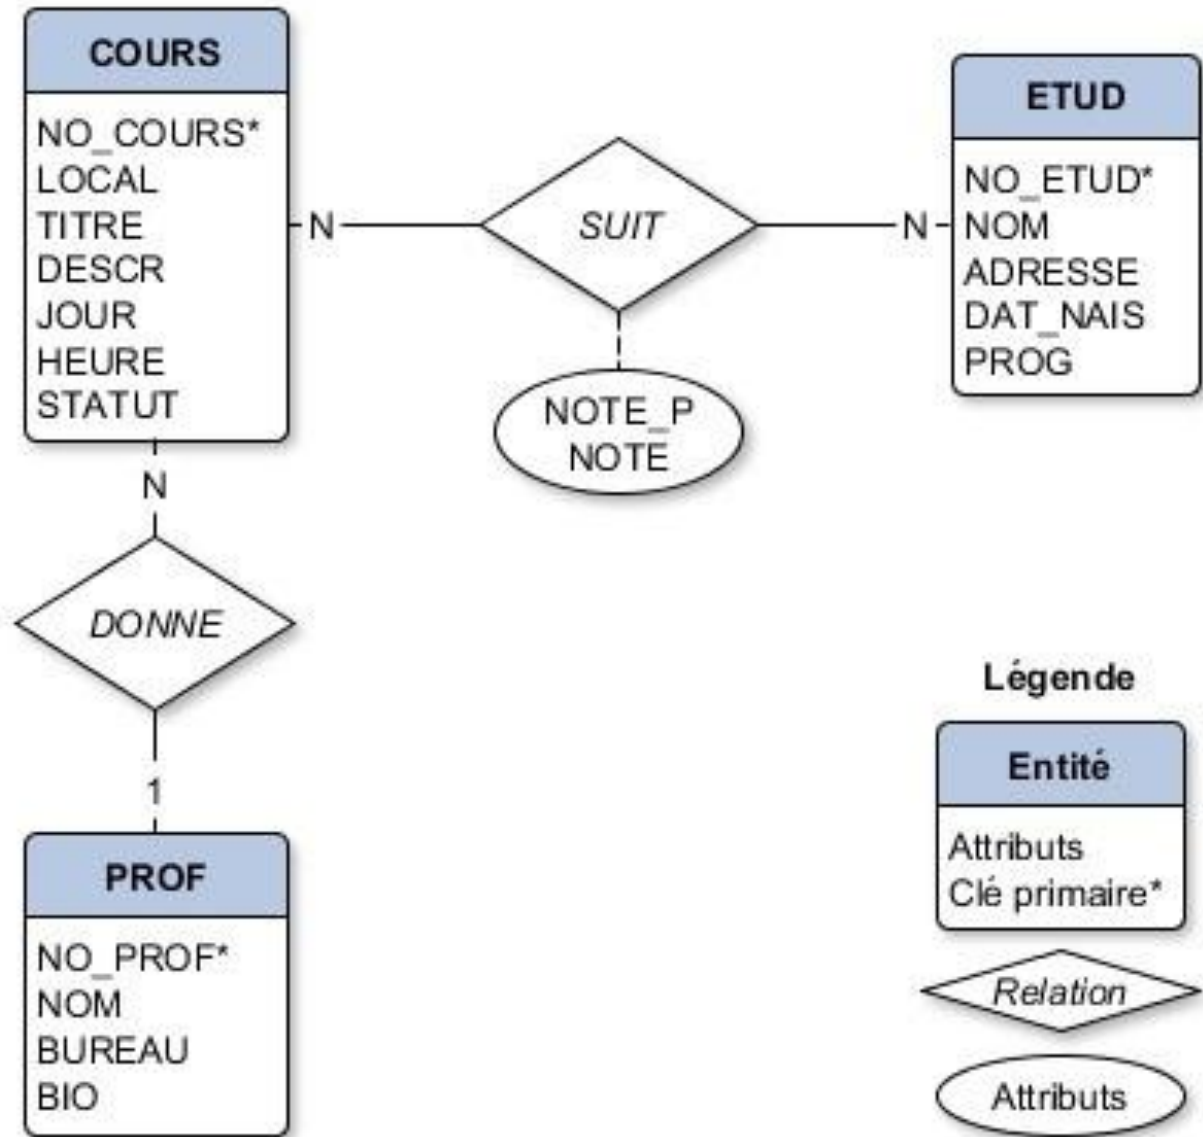 COURS
NO_COURS*
LOCAL
TITRE
DESCR
JOUR
HEURE
STATUT
N
SUIT
N
NOTE_P
NOTE
ETUD
NO_ETUD*
NOM
ADRESSE
DAT_NAIS
PROG
N
DONNE
1
PROF
NO_PROF*
NOM
BUREAU
BIO
Légende
Entité
Attributs
Clé primaire*
Relation
Attributs